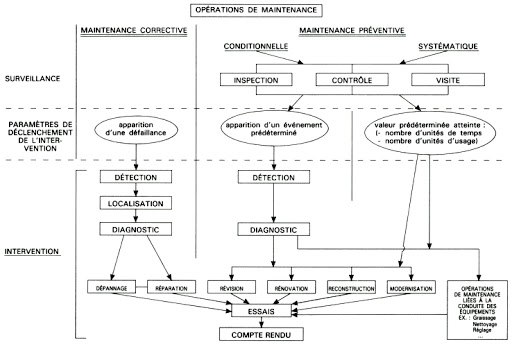 OPÉRATIONS DE MAINTENANCE
MAINTENANCE CORRECTIVE
MAINTENANCE PRÉVENTIVE
CONDITIONNELLE
SYSTÉMATIQUE
SURVEILLANCE
INSPECTION
CONTRÔLE
VISITE
PARAMÈTRES DE
DÉCLENCHEMENT
DE L'INTER-
VENTION
apparition
d'une défaillance
apparition d'un événement
prédéterminé
valeur prédéterminée atteinte :
(- nombre d'unités de temps
- nombre d'unités d'usage)
DÉTECTION
DÉTECTION
LOCALISATION
DIAGNOSTIC
DIAGNOSTIC
INTERVENTION
DÉPANNAGE
RÉPARATION
RÉVISION
RÉNOVATION
RECONSTRUCTION
MODERNISATION
OPÉRATIONS
DE MAINTENANCE
LIÉES À LA
CONDUITE DES
ÉQUIPEMENTS
EX. : Graissage
Nettoyage
Réglage
...
ESSAIS
COMPTE RENDU